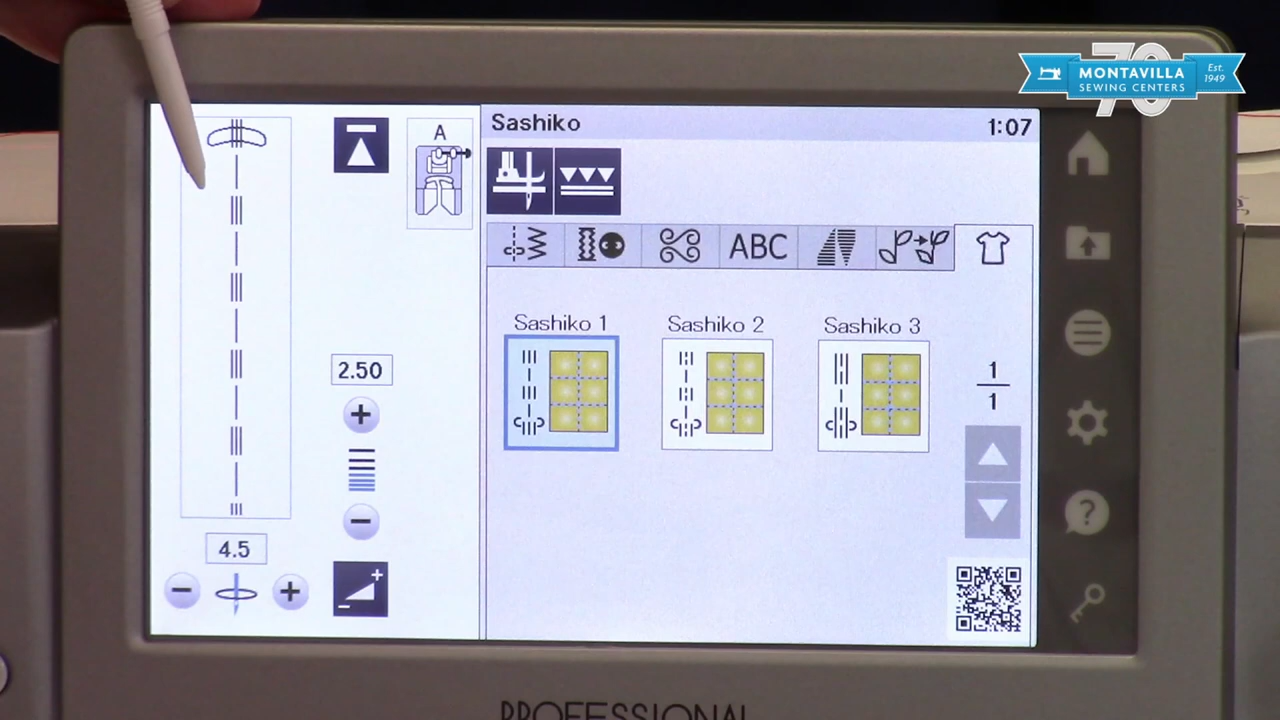 70
MONTAVILLA
SEWING CENTERS
Est.
1949
Sashiko
1:07
A
ABC
Sashiko 1
Sashiko 2
Sashiko 3
2.50
1
1
4.5
PROFESSIONAL